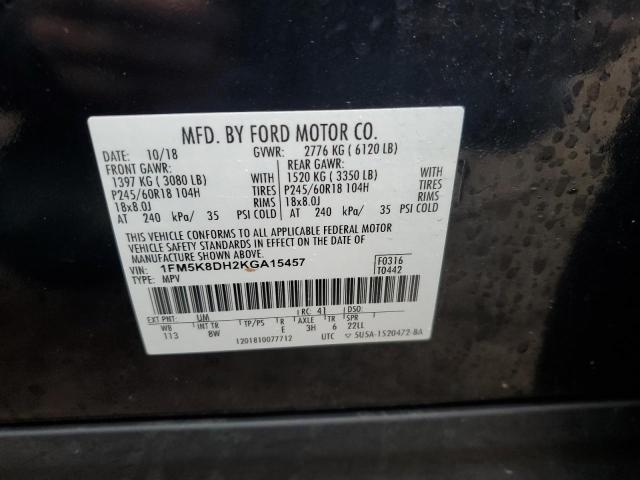 MFD. BY FORD MOTOR CO.
DATE: 10/18 GVWR: 2776 KG ( 6120 LB)
FRONT GAWR: REAR GAWR:
1397 KG ( 3080 LB) WITH 1520 KG ( 3350 LB) WITH
P245/60R18 104H TIRES P245/60R18 104H TIRES
18x8.0J RIMS 18x8.0J RIMS
AT 240 kPa/ 35 PSI COLD AT 240 kPa/ 35 PSI COLD
THIS VEHICLE CONFORMS TO ALL APPLICABLE FEDERAL MOTOR
VEHICLE SAFETY STANDARDS IN EFFECT ON THE DATE OF
MANUFACTURE SHOWN ABOVE.
VIN: 1FM5K8DH2KGA15457 F0316
TYPE: MPV T0442
EXT PNT: UM RC: 41 DSO:
WB INT TR TP/PS R AXLE TR SPR
113 8W E 3H 6 22LL
1201810077712 UTC 5U5A-1520472-BA